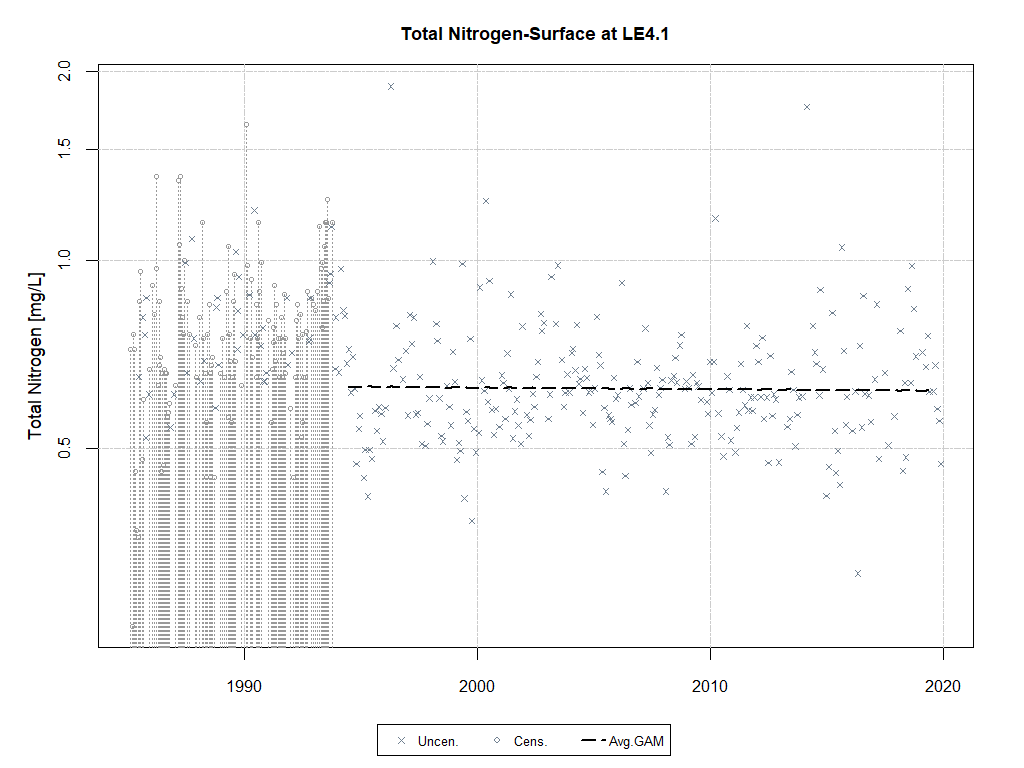 Total Nitrogen-Surface at LE4.1
Total Nitrogen [mg/L]
2.0
1.5
1.0
0.5
1990
2000
2010
2020
Uncen.
Cens.
Avg.GAM